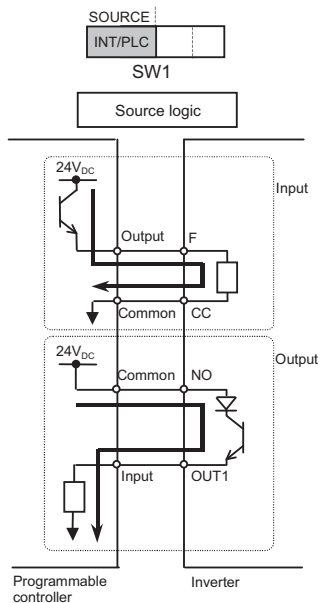 SOURCE
INT/PLC
SW1
Source logic
24VDC
Input
Output
F
Common
CC
24VDC
Output
Common
NO
Input
OUT1
Programmable
controller
Inverter